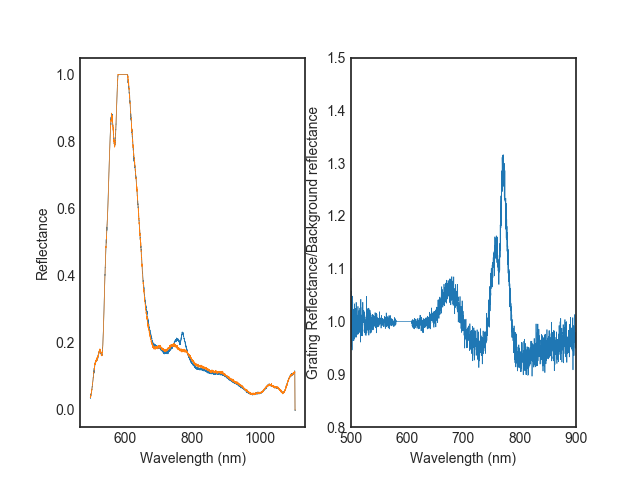 1.0
0.8
0.6
0.4
0.2
0.0
Reflectance
600 800 1000
Wavelength (nm)
1.5
1.4
1.3
1.2
1.1
1.0
0.9
0.8
Grating Reflectance/Background reflectance
500 600 700 800 900
Wavelength (nm)